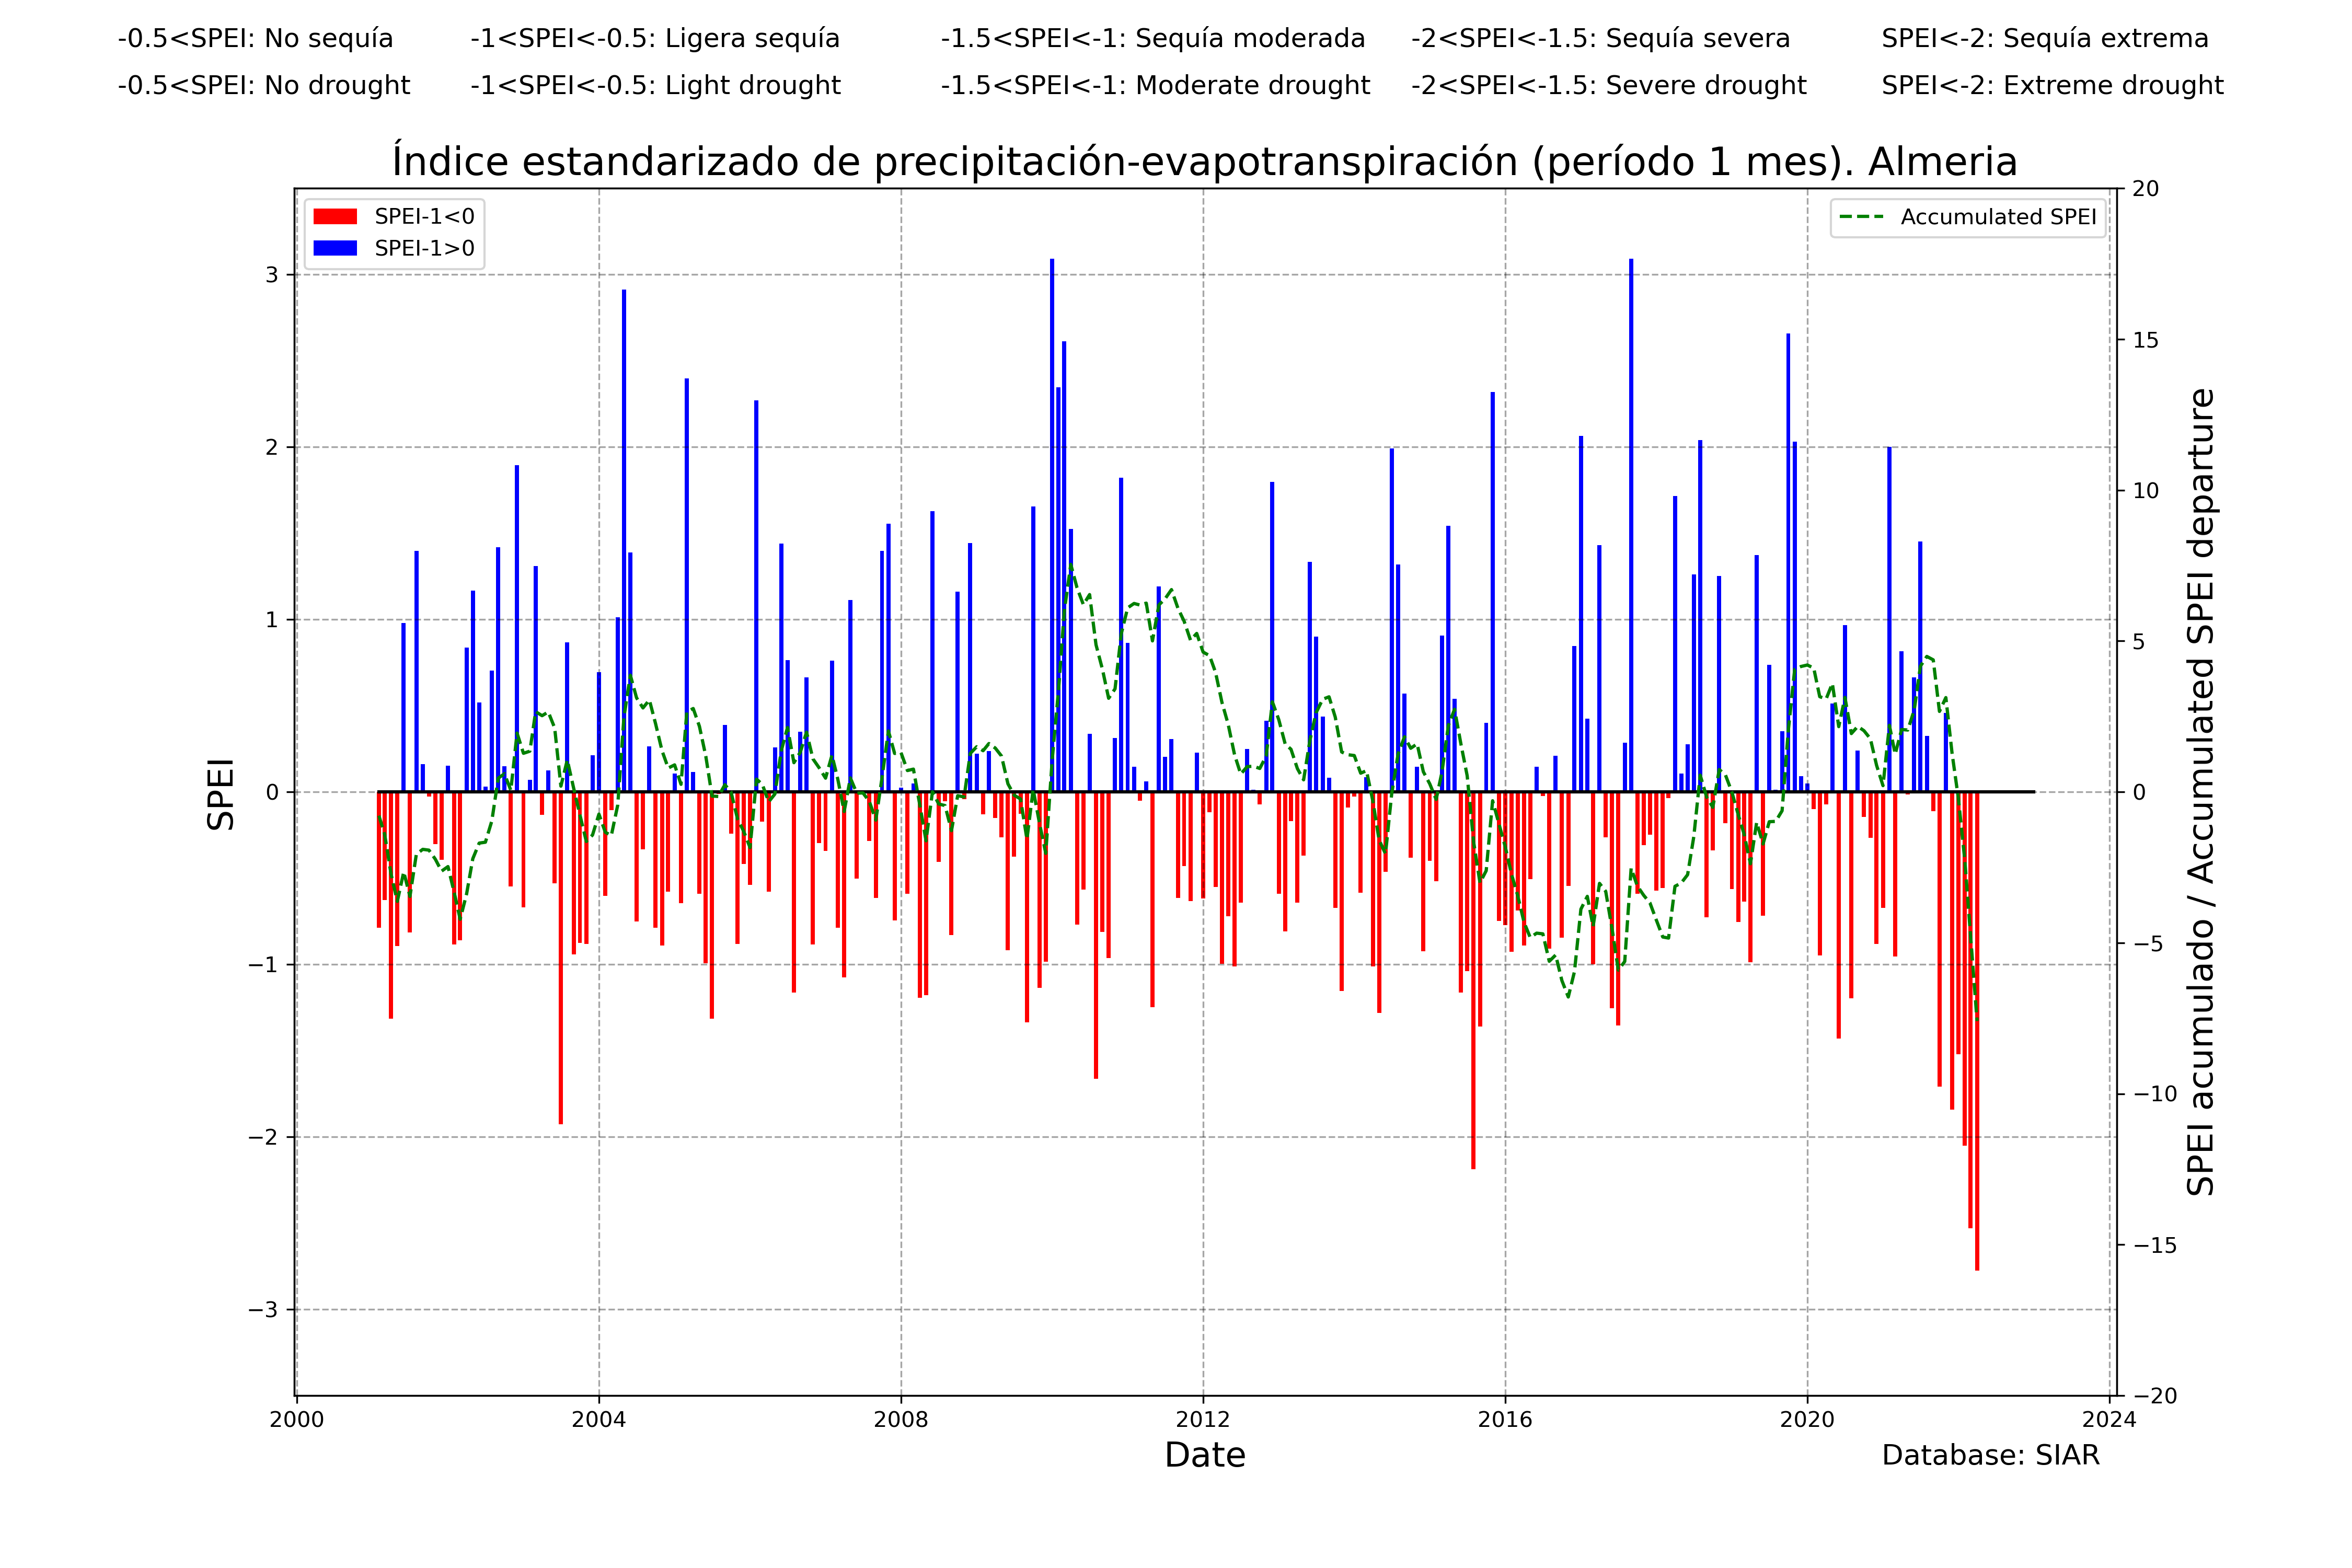 -0.5<SPEI: No sequía -1<SPEI<-0.5: Ligera sequía -1.5<SPEI<-1: Sequía moderada -2<SPEI<-1.5: Sequía severa SPEI<-2: Sequía extrema
-0.5<SPEI: No drought -1<SPEI<-0.5: Light drought -1.5<SPEI<-1: Moderate drought -2<SPEI<-1.5: Severe drought SPEI<-2: Extreme drought
Índice estandarizado de precipitación-evapotranspiración (período 1 mes). Almeria
SPEI-1<0
SPEI-1>0
Accumulated SPEI
SPEI
3
2
1
0
−1
−2
−3
20
15
10
5
0
−5
−10
−15
−20
SPEI acumulado / Accumulated SPEI departure
2000 2004 2008 2012 2016 2020 2024
Date
Database: SIAR